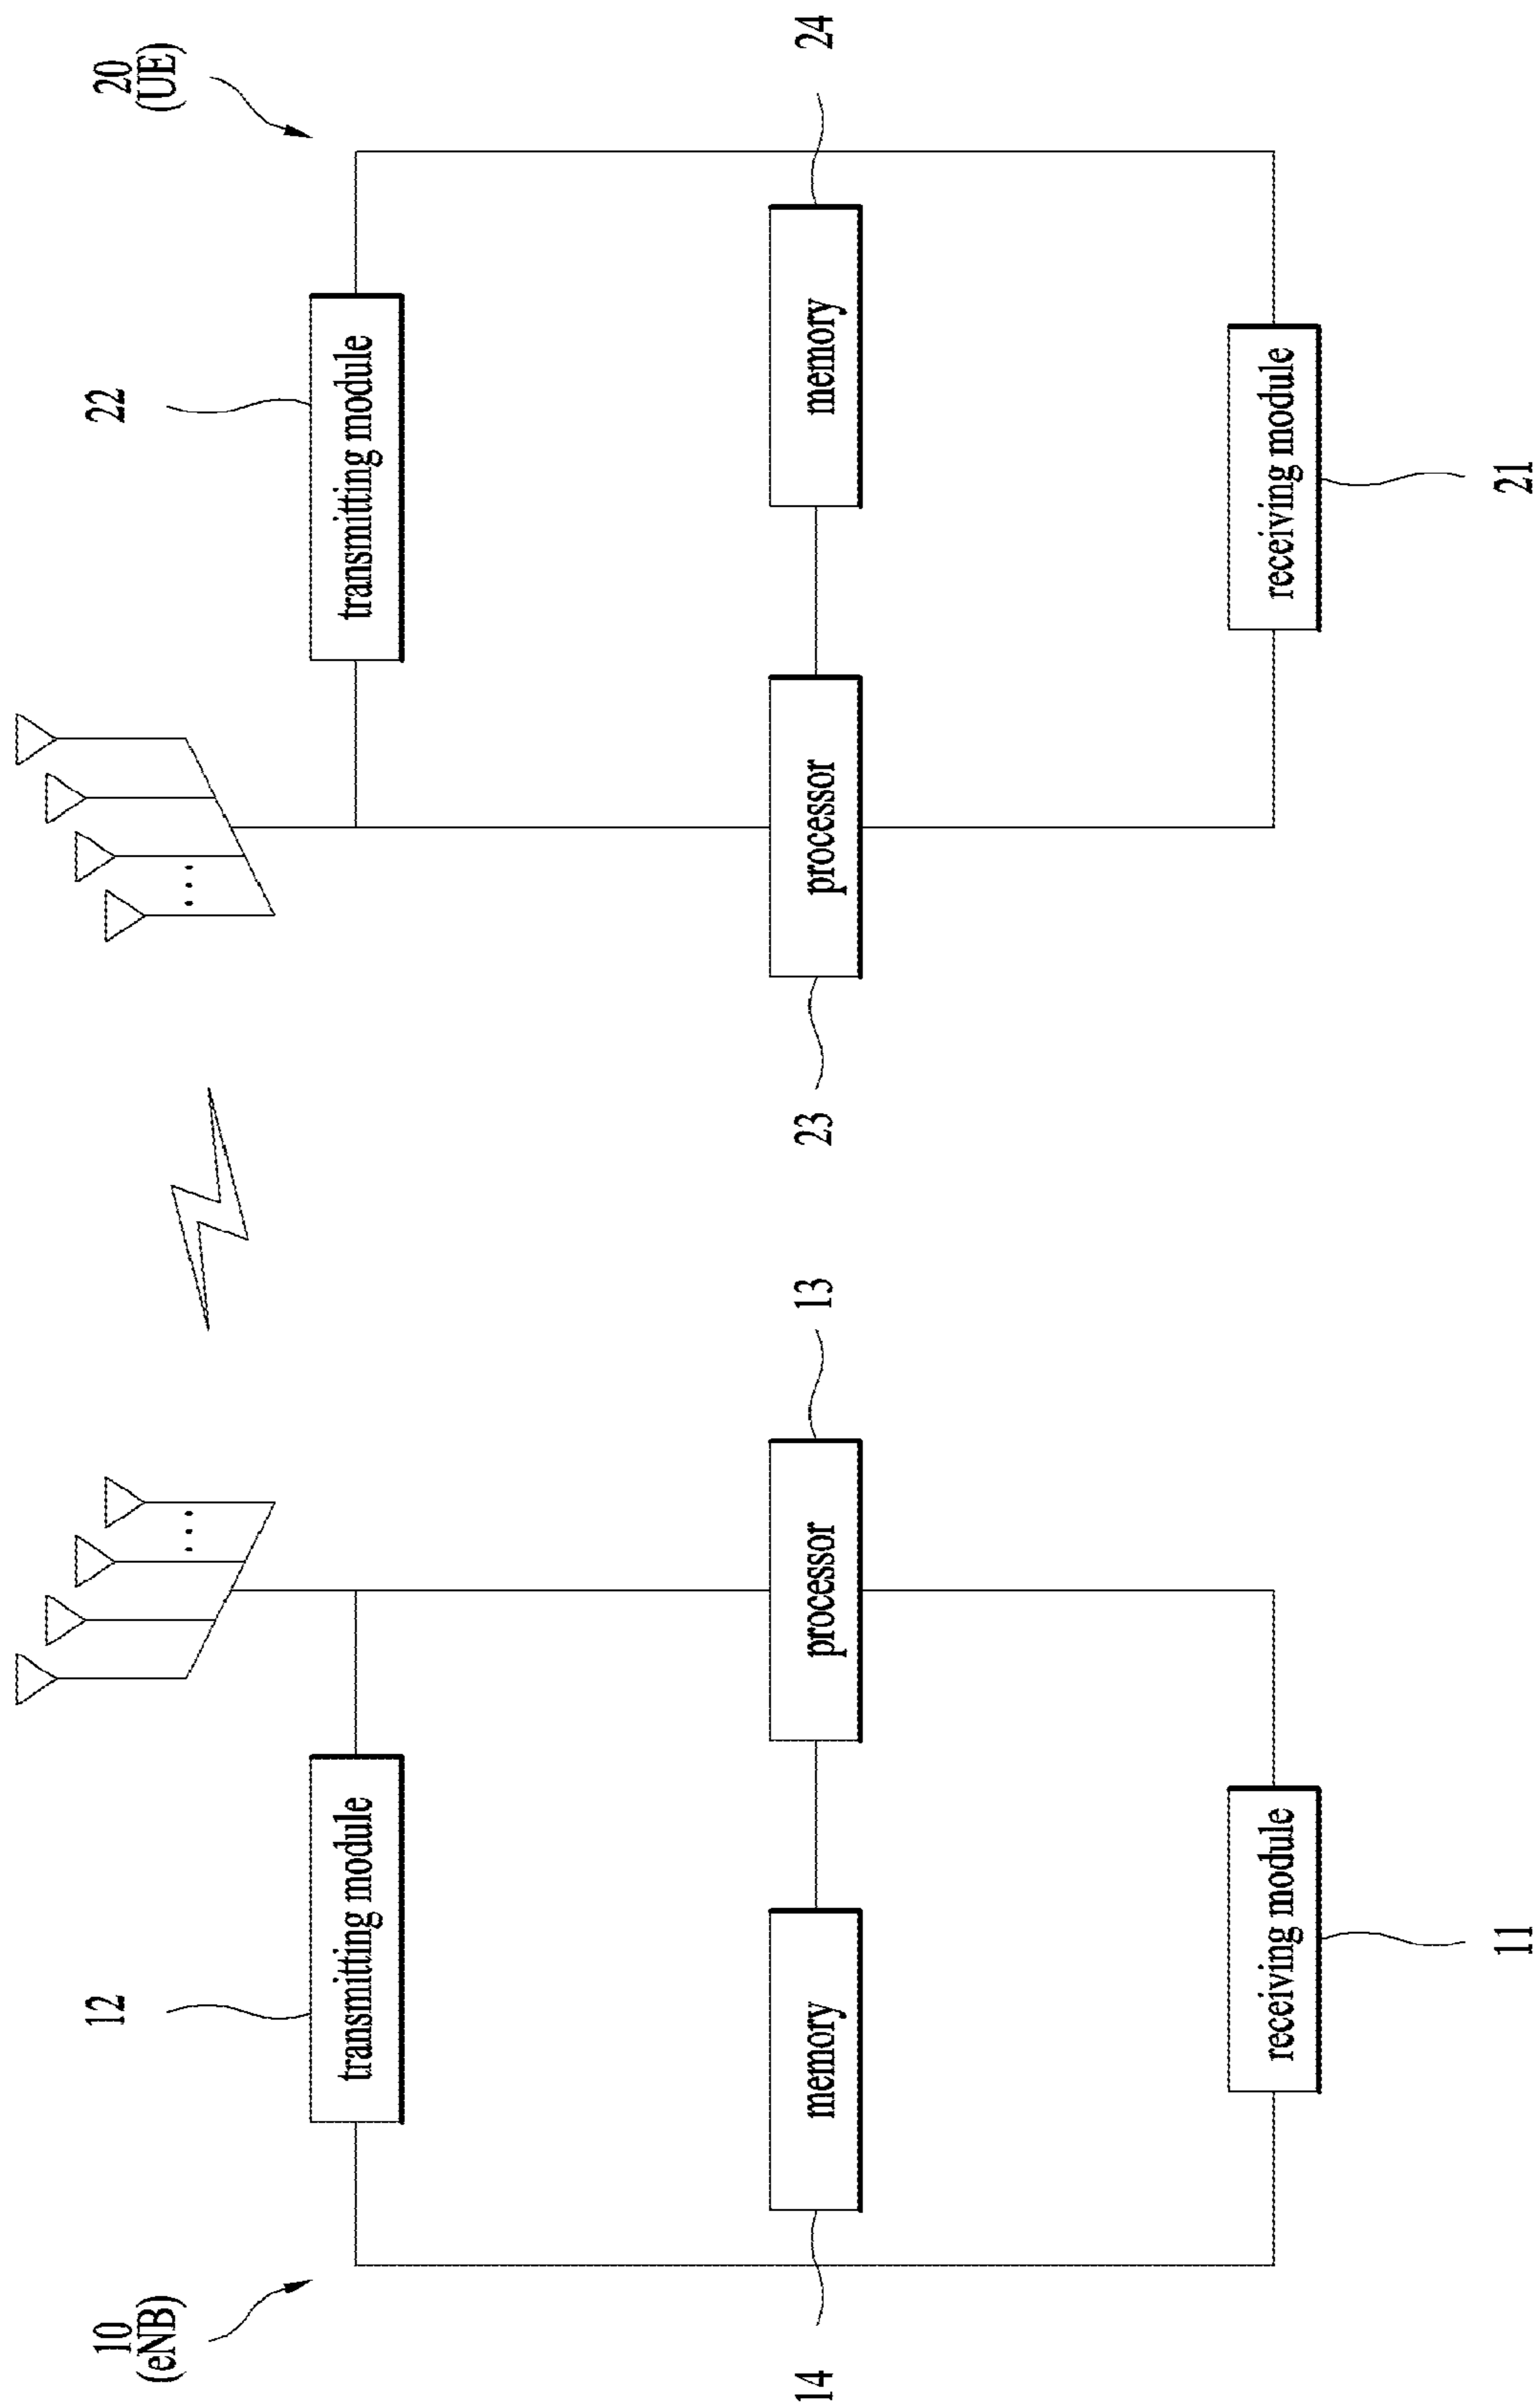 10
(eNB)
20
(UE)
12
22
transmitting module
transmitting module
14
memory
processor
13
23
processor
memory
24
receiving module
receiving module
11
21